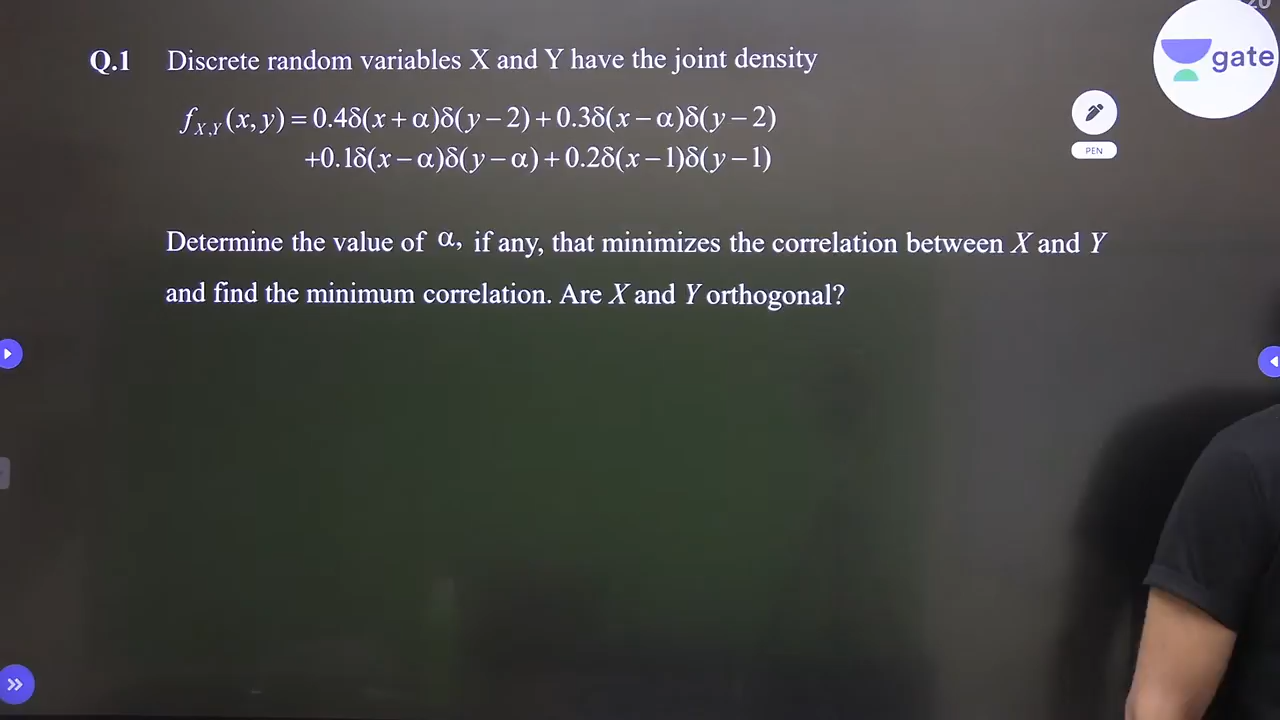 20
gate
Q.1 Discrete random variables X and Y have the joint density
f_{X,Y}(x, y) = 0.4δ(x + α)δ(y − 2) + 0.3δ(x − α)δ(y − 2)
+0.1δ(x − α)δ(y − α) + 0.2δ(x − 1)δ(y − 1)
PEN
Determine the value of α, if any, that minimizes the correlation between X and Y
and find the minimum correlation. Are X and Y orthogonal?